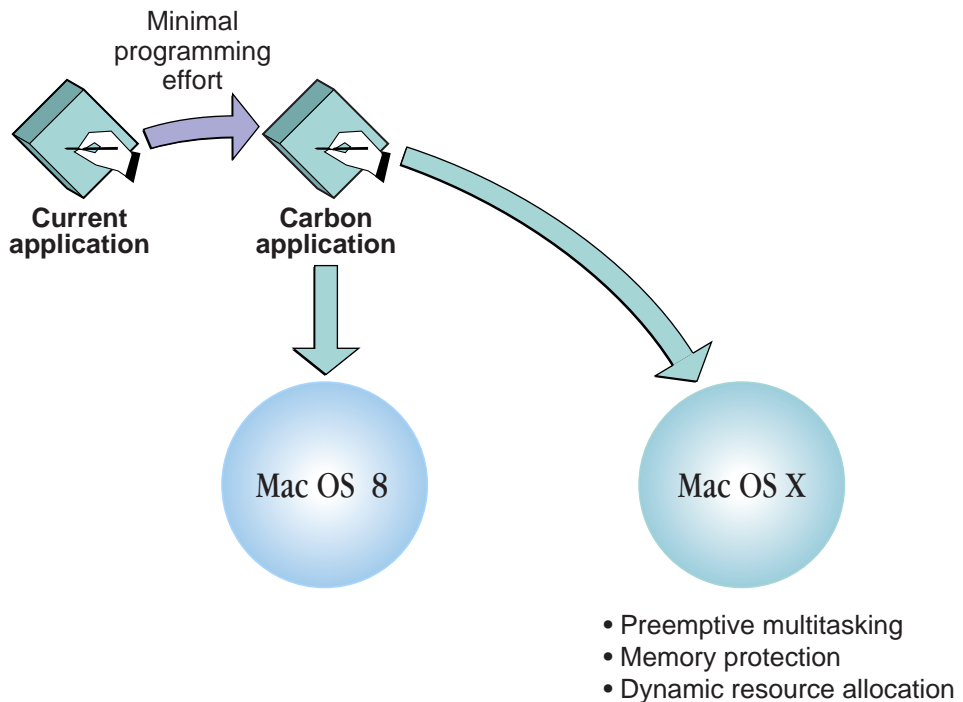 Minimal
programming
effort
Current
application
Carbon
application
Mac OS 8
Mac OS X
• Preemptive multitasking
• Memory protection
• Dynamic resource allocation